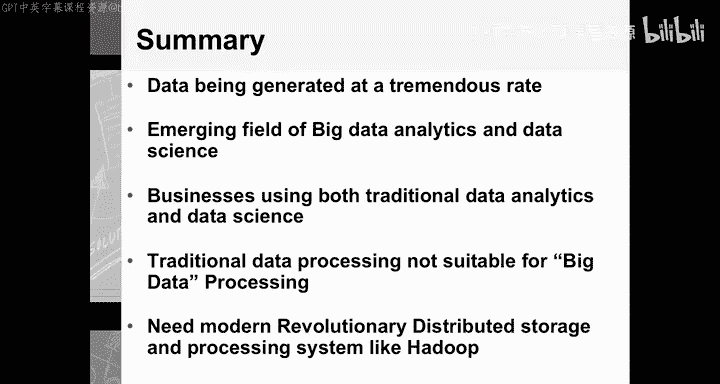 GPT中英字幕课程资源
bilibili
Summary
• Data being generated at a tremendous rate
• Emerging field of Big data analytics and data
science
• Businesses using both traditional data analytics
and data science
• Traditional data processing not suitable for “Big
Data” Processing
• Need modern Revolutionary Distributed storage
and processing system like Hadoop